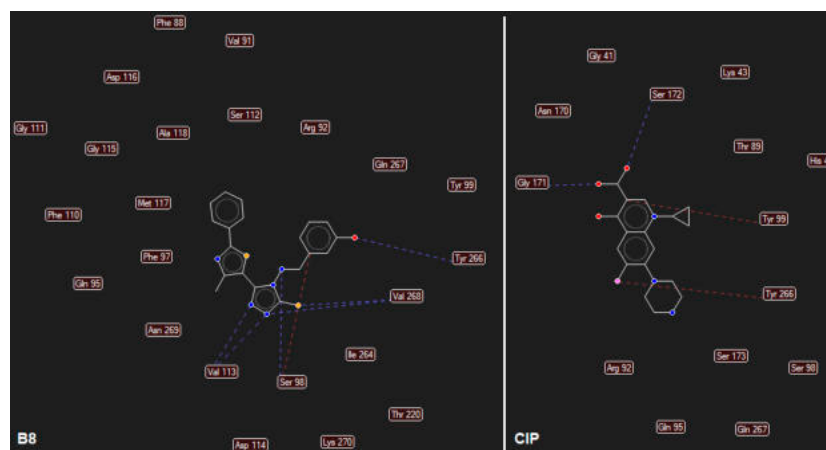 Phe 88
Val 91
Asp 116
Ser 112
Arg 92
Gly 111
Ala 118
Gly 115
Gln 267
Tyr 99
Met 117
Phe 110
Phe 97
Tyr 266
Gln 95
Val 268
Asn 269
Ile 264
Val 113
Ser 98
Thr 220
Asp 114
Lys 270
B8
Gly 41
Lys 43
Ser 172
Asn 170
Thr 89
Gly 171
Tyr 99
Tyr 266
Ser 173
Arg 92
Ser 98
Gln 95
Gln 267
CIP